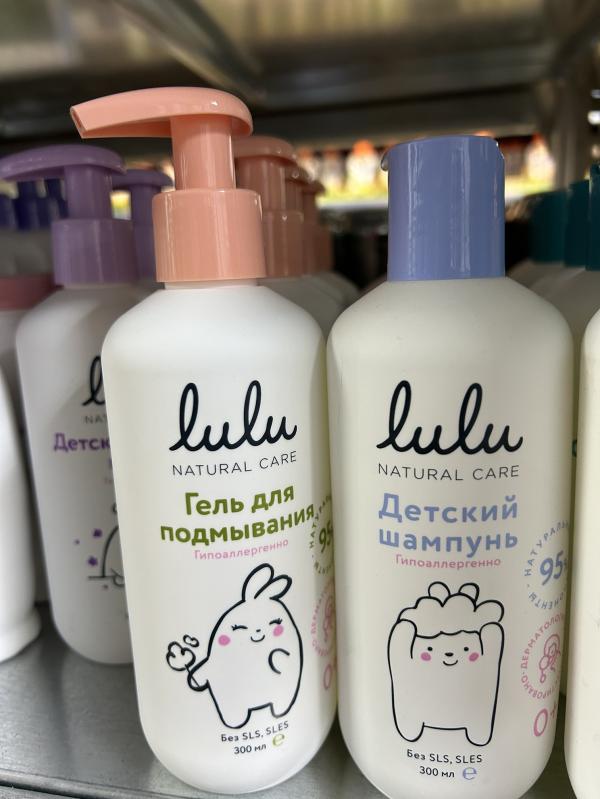 lulu
NATURAL CARE
Гель для
подмывания
Гипоаллергенно
Без SLS, SLES
300 мл e
lulu
NATURAL CARE
Детский
шампунь
Гипоаллергенно
95%
0+
Без SLS, SLES
300 мл e